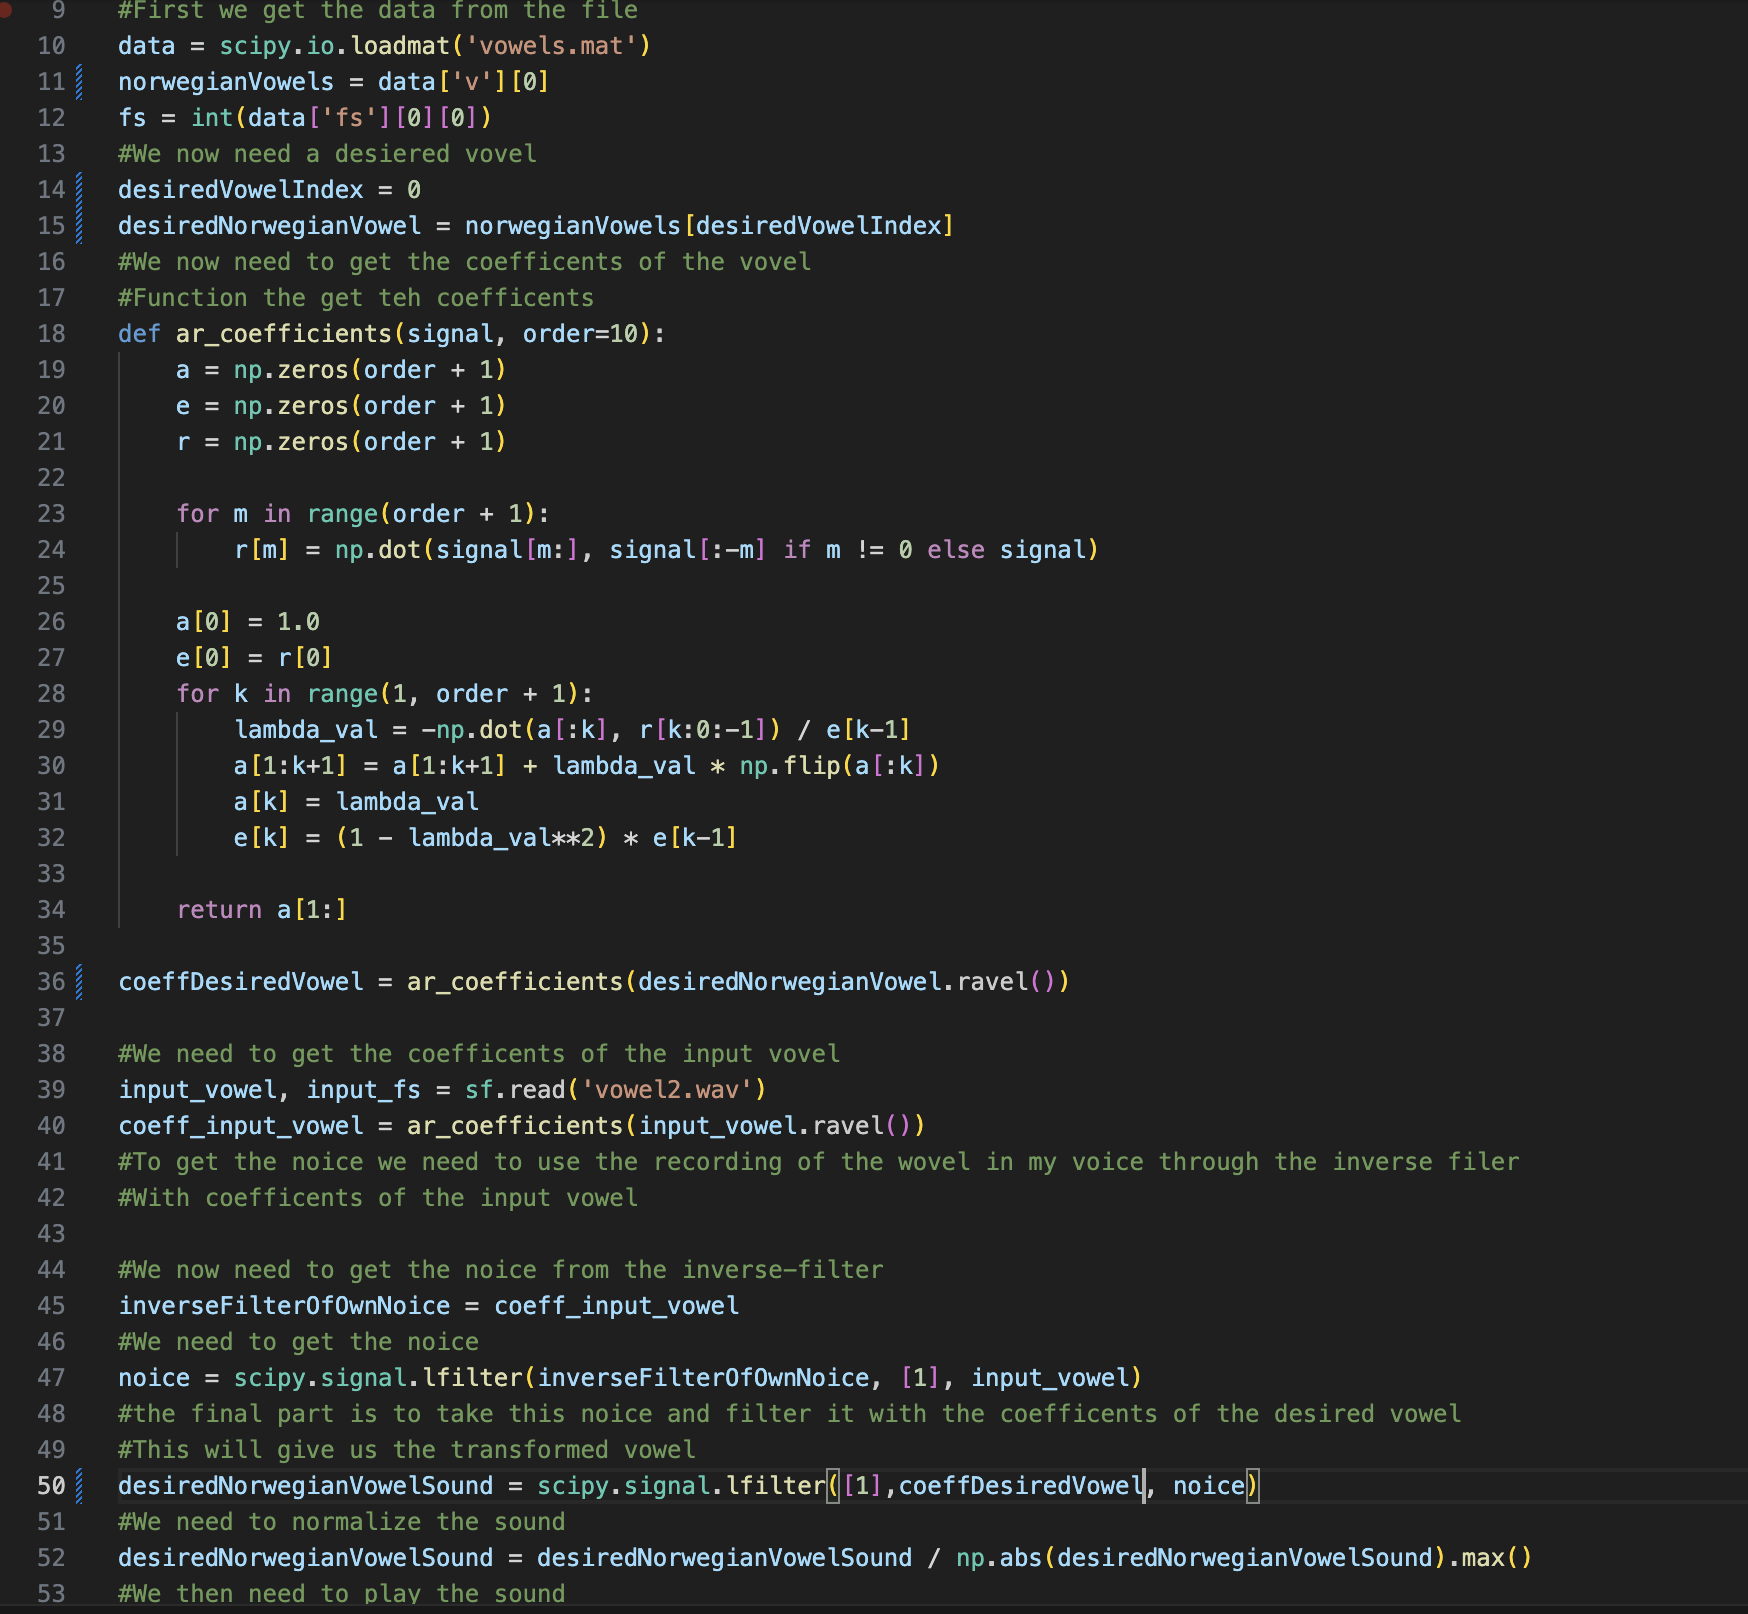 9 #First we get the data from the file
10 data = scipy.io.loadmat('vowels.mat')
11 norwegianVowels = data['v'][0]
12 fs = int(data['fs'][0][0])
13 #We now need a desiered vovel
14 desiredVowelIndex = 0
15 desiredNorwegianVowel = norwegianVowels[desiredVowelIndex]
16 #We now need to get the coefficents of the vovel
17 #Function the get teh coefficents
18 def ar_coefficients(signal, order=10):
19     a = np.zeros(order + 1)
20     e = np.zeros(order + 1)
21     r = np.zeros(order + 1)
22
23     for m in range(order + 1):
24         r[m] = np.dot(signal[m:], signal[:-m] if m != 0 else signal)
25
26     a[0] = 1.0
27     e[0] = r[0]
28     for k in range(1, order + 1):
29         lambda_val = -np.dot(a[:k], r[k:0:-1]) / e[k-1]
30         a[1:k+1] = a[1:k+1] + lambda_val * np.flip(a[:k])
31         a[k] = lambda_val
32         e[k] = (1 - lambda_val**2) * e[k-1]
33
34     return a[1:]
35
36 coeffDesiredVowel = ar_coefficients(desiredNorwegianVowel.ravel())
37
38 #We need to get the coefficents of the input vovel
39 input_vowel, input_fs = sf.read('vowel2.wav')
40 coeff_input_vowel = ar_coefficients(input_vowel.ravel())
41 #To get the noice we need to use the recording of the wovel in my voice through the inverse filer
42 #With coefficents of the input vowel
43
44 #We now need to get the noice from the inverse-filter
45 inverseFilterOfOwnNoice = coeff_input_vowel
46 #We need to get the noice
47 noice = scipy.signal.lfilter(inverseFilterOfOwnNoice, [1], input_vowel)
48 #the final part is to take this noice and filter it with the coefficents of the desired vowel
49 #This will give us the transformed vowel
50 desiredNorwegianVowelSound = scipy.signal.lfilter([1],coeffDesiredVowel, noice)
51 #We need to normalize the sound
52 desiredNorwegianVowelSound = desiredNorwegianVowelSound / np.abs(desiredNorwegianVowelSound).max()
53 #We then need to play the sound